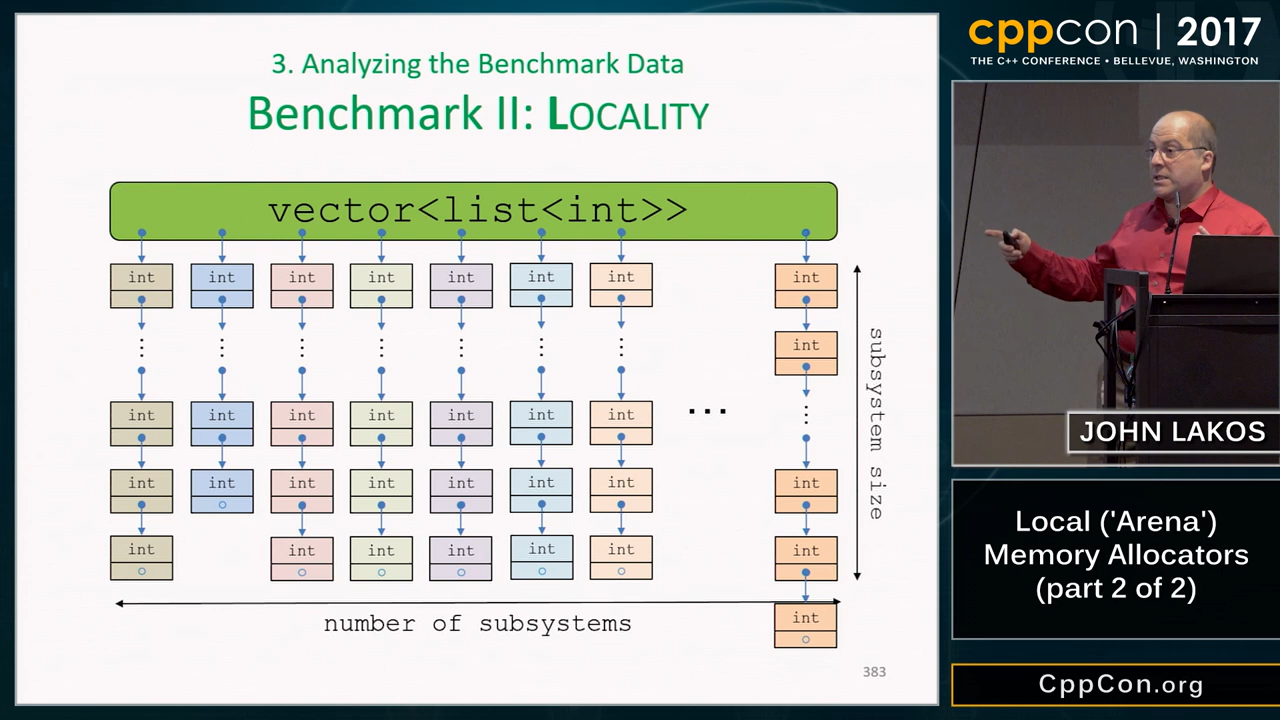 3. Analyzing the Benchmark Data
Benchmark II: LOCALITY
vector<list<int>>
int int int int int int int int
int
int int int int int int int
int int int int int int int int
int int int int int int int
int
number of subsystems
subsystem size
383
cppcon | 2017
THE C++ CONFERENCE • BELLEVUE, WASHINGTON
JOHN LAKOS
Local ('Arena')
Memory Allocators
(part 2 of 2)
CppCon.org